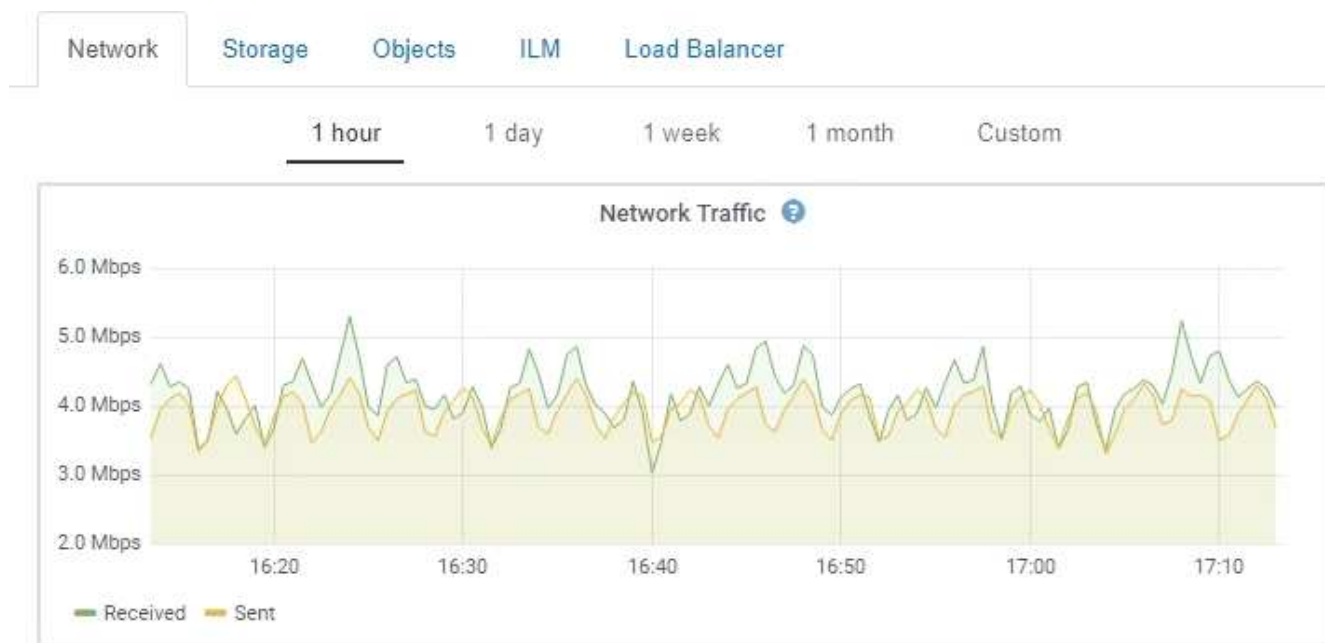 Network Storage Objects ILM Load Balancer
1 hour 1 day 1 week 1 month Custom
Network Traffic ?
6.0 Mbps
5.0 Mbps
4.0 Mbps
3.0 Mbps
2.0 Mbps
16:20 16:30 16:40 16:50 17:00 17:10
Received Sent